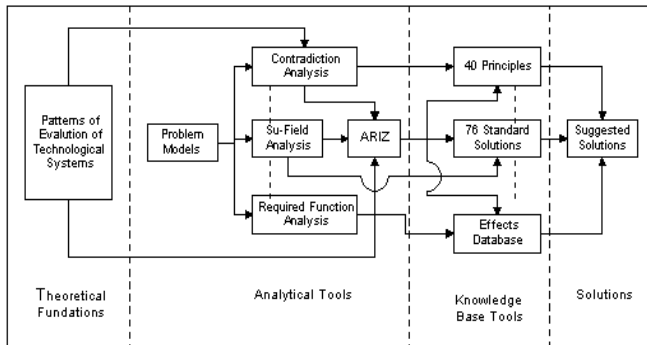 Patterns of
Evalution of
Technological
Systems
Problem
Models
Contradiction
Analysis
Su-Field
Analysis
ARIZ
Required Function
Analysis
40 Principles
76 Standard
Solutions
Effects
Database
Suggested
Solutions
Theoretical
Fundations
Analytical Tools
Knowledge
Base Tools
Solutions